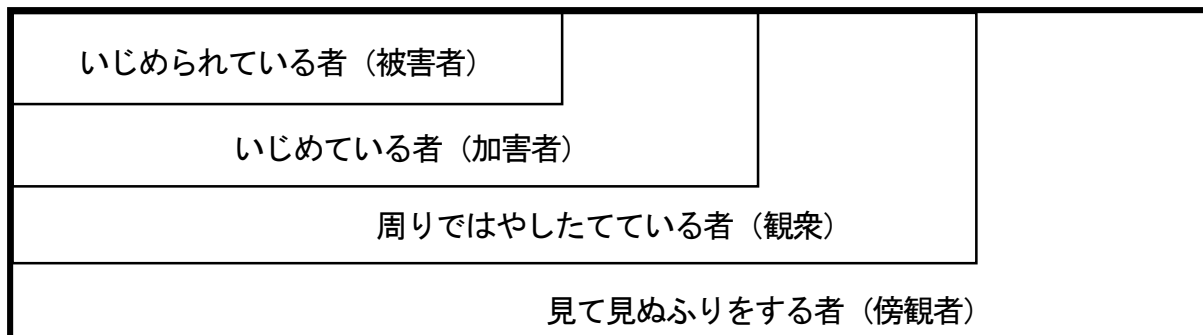 いじめられている者（被害者）
いじめている者（加害者）
周りではやしたてている者（観衆）
見て見ぬふりをする者（傍観者）